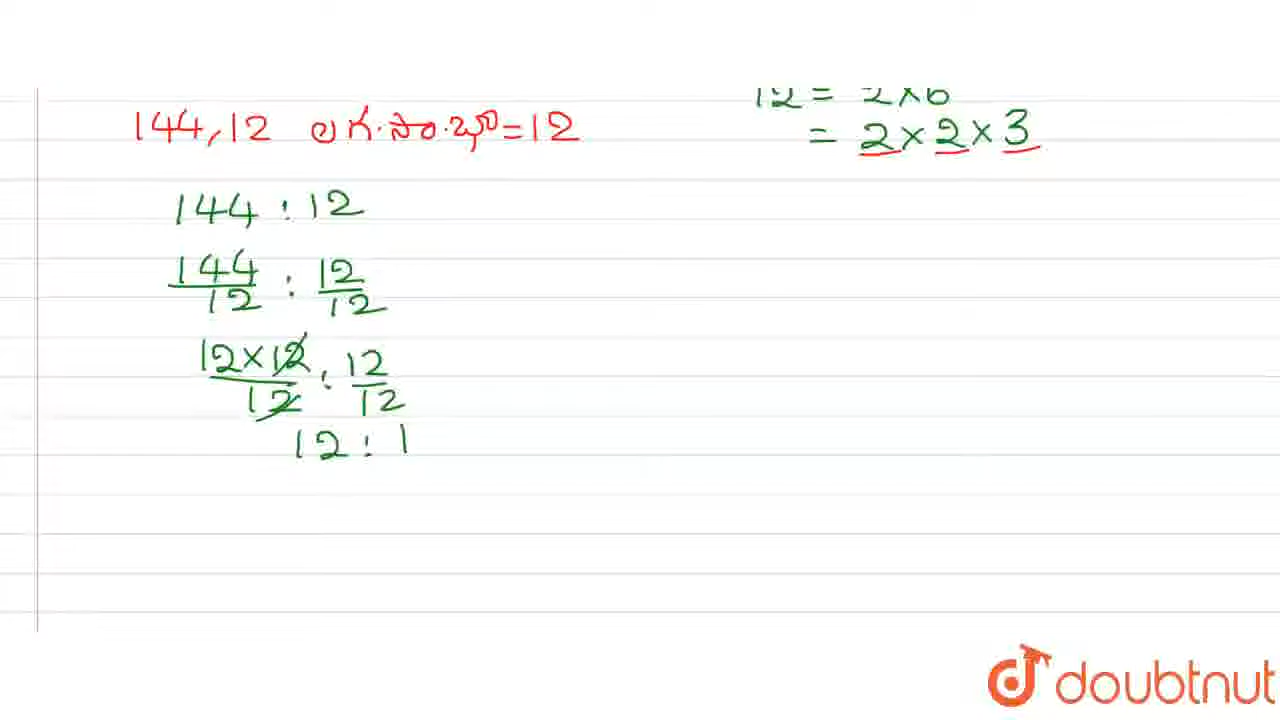 144, 12 ల గ.సా.భా = 12
12 = 2×6
= 2×2×3
144 : 12
144/12 : 12/12
12×12/12 : 12/12
12 : 1
doubtnut